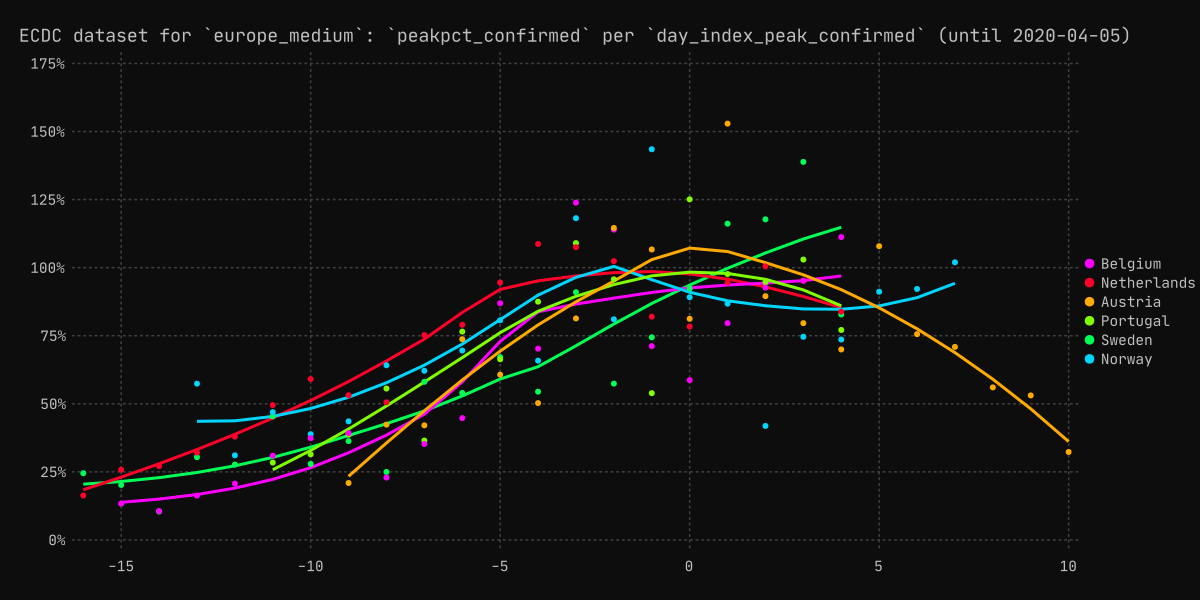 ECDC dataset for `europe_medium`: `peakpct_confirmed` per `day_index_peak_confirmed` (until 2020-04-05)
175%
150%
125%
100%
75%
50%
25%
0%
−15
−10
−5
0
5
10
Belgium
Netherlands
Austria
Portugal
Sweden
Norway